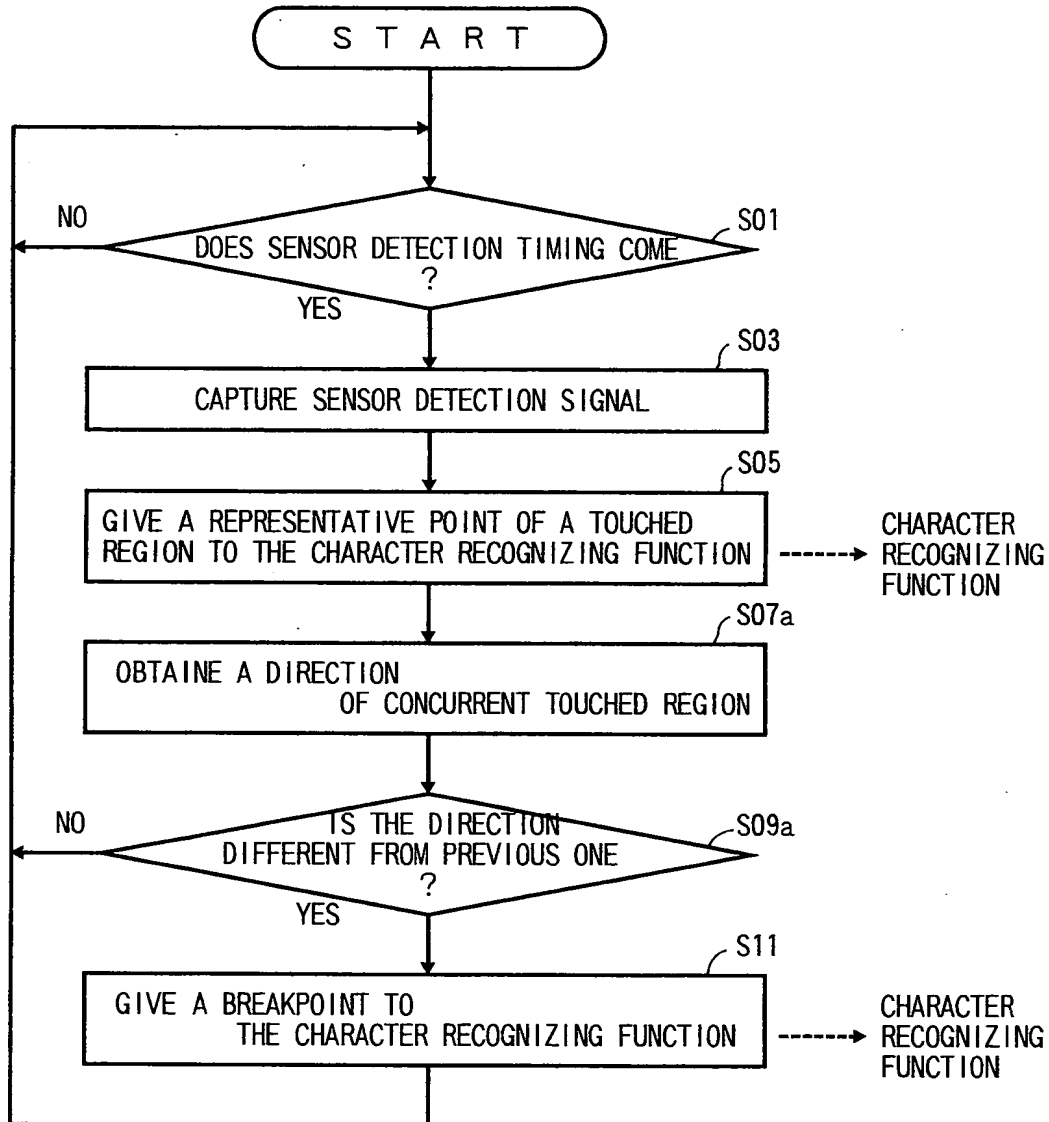 START
NO
S01
DOES SENSOR DETECTION TIMING COME
?
YES
S03
CAPTURE SENSOR DETECTION SIGNAL
S05
GIVE A REPRESENTATIVE POINT OF A TOUCHED
REGION TO THE CHARACTER RECOGNIZING FUNCTION
CHARACTER
RECOGNIZING
FUNCTION
S07a
OBTAINE A DIRECTION
OF CONCURRENT TOUCHED REGION
NO
S09a
IS THE DIRECTION
DIFFERENT FROM PREVIOUS ONE
?
YES
S11
GIVE A BREAKPOINT TO
THE CHARACTER RECOGNIZING FUNCTION
CHARACTER
RECOGNIZING
FUNCTION